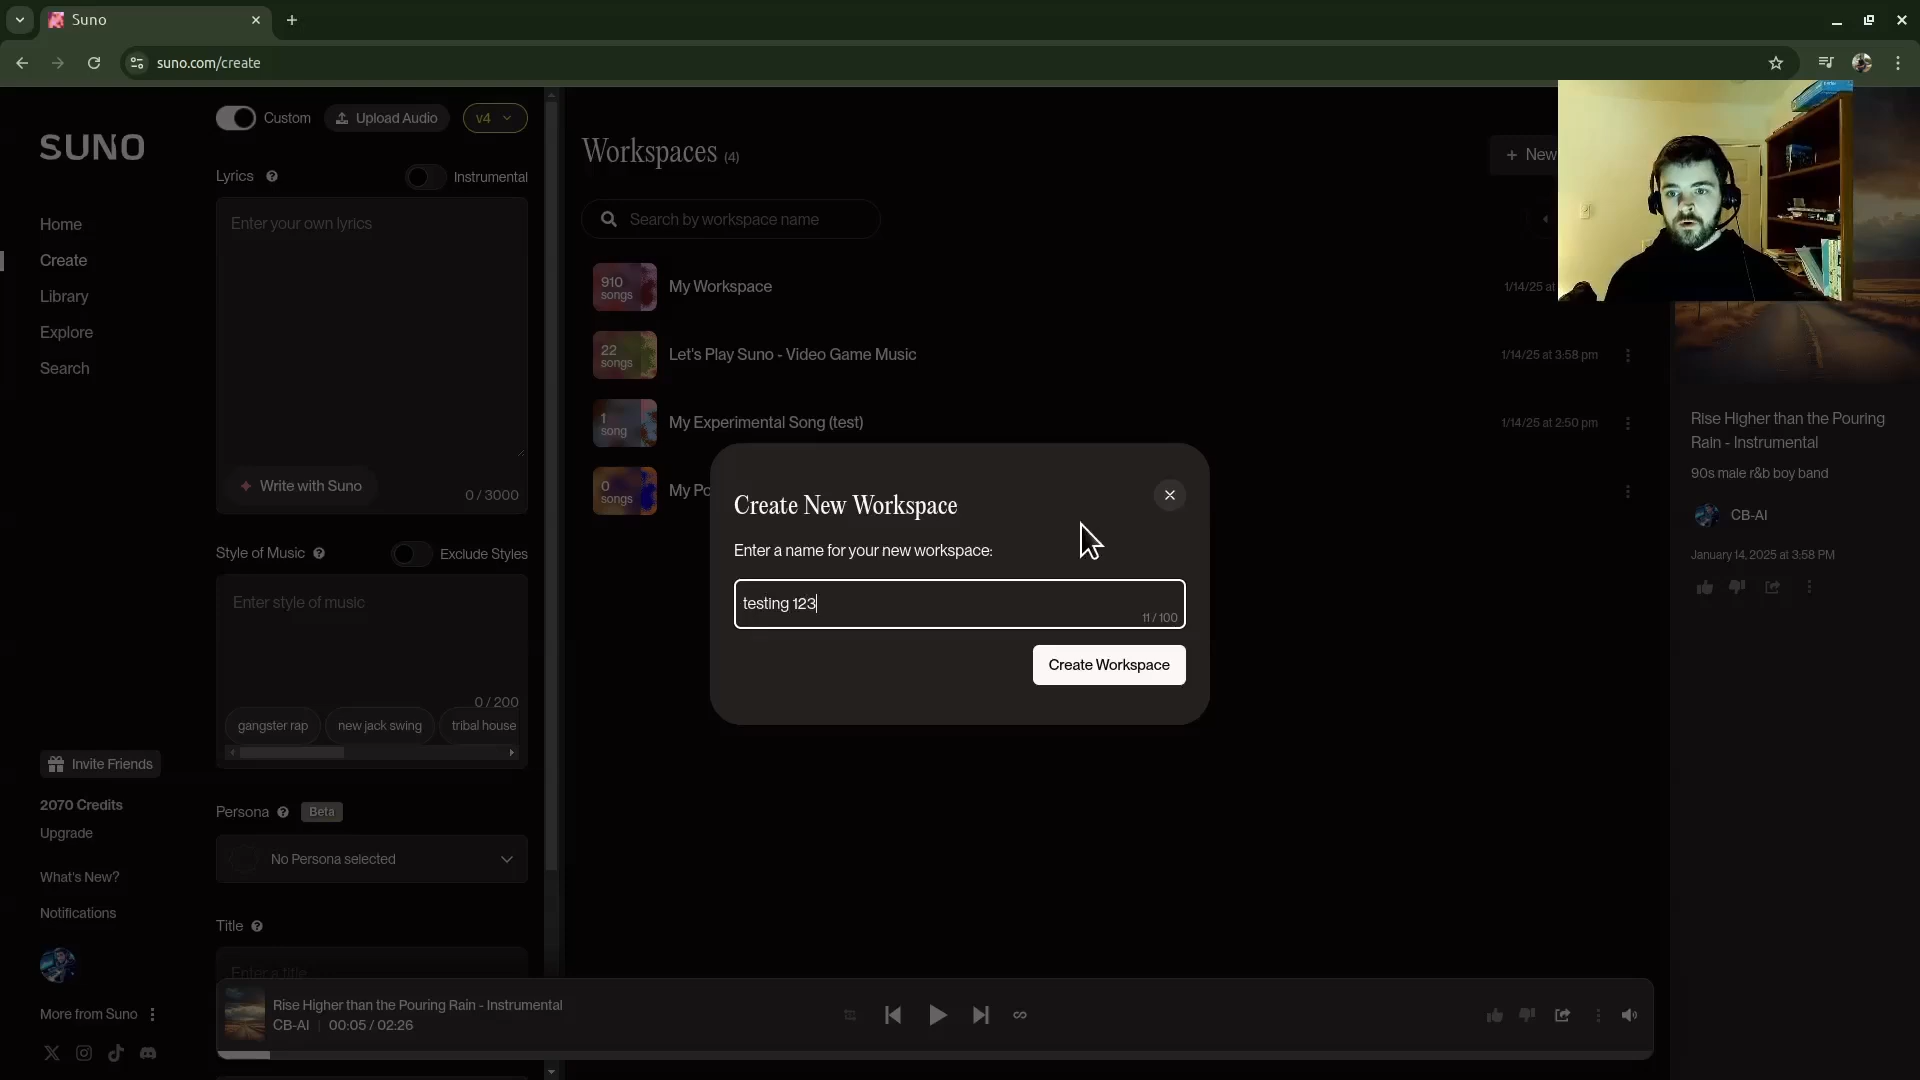 Suno
suno.com/create
SUNO
Home
Create
Library
Explore
Search
Invite Friends
2070 Credits
Upgrade
What's New?
Notifications
More from Suno
Custom
Upload Audio
v4
Lyrics
Instrumental
Enter your own lyrics
Write with Suno
0 / 3000
Style of Music
Exclude Styles
Enter style of music
0 / 200
gangster rap
new jack swing
tribal house
Persona
Beta
No Persona selected
Title
Enter a title
Workspaces (4)
+ New
Search by workspace name
910 songs
My Workspace
1/14/25 at
22 songs
Let's Play Suno - Video Game Music
1/14/25 at 3:58 pm
1 song
My Experimental Song (test)
1/14/25 at 2:50 pm
0 songs
My Po
Create New Workspace
Enter a name for your new workspace:
testing 123
11 / 100
Create Workspace
Rise Higher than the Pouring
Rain - Instrumental
90s male r&b boy band
CB-AI
January 14, 2025 at 3:58 PM
Rise Higher than the Pouring Rain - Instrumental
CB-AI | 00:05 / 02:26